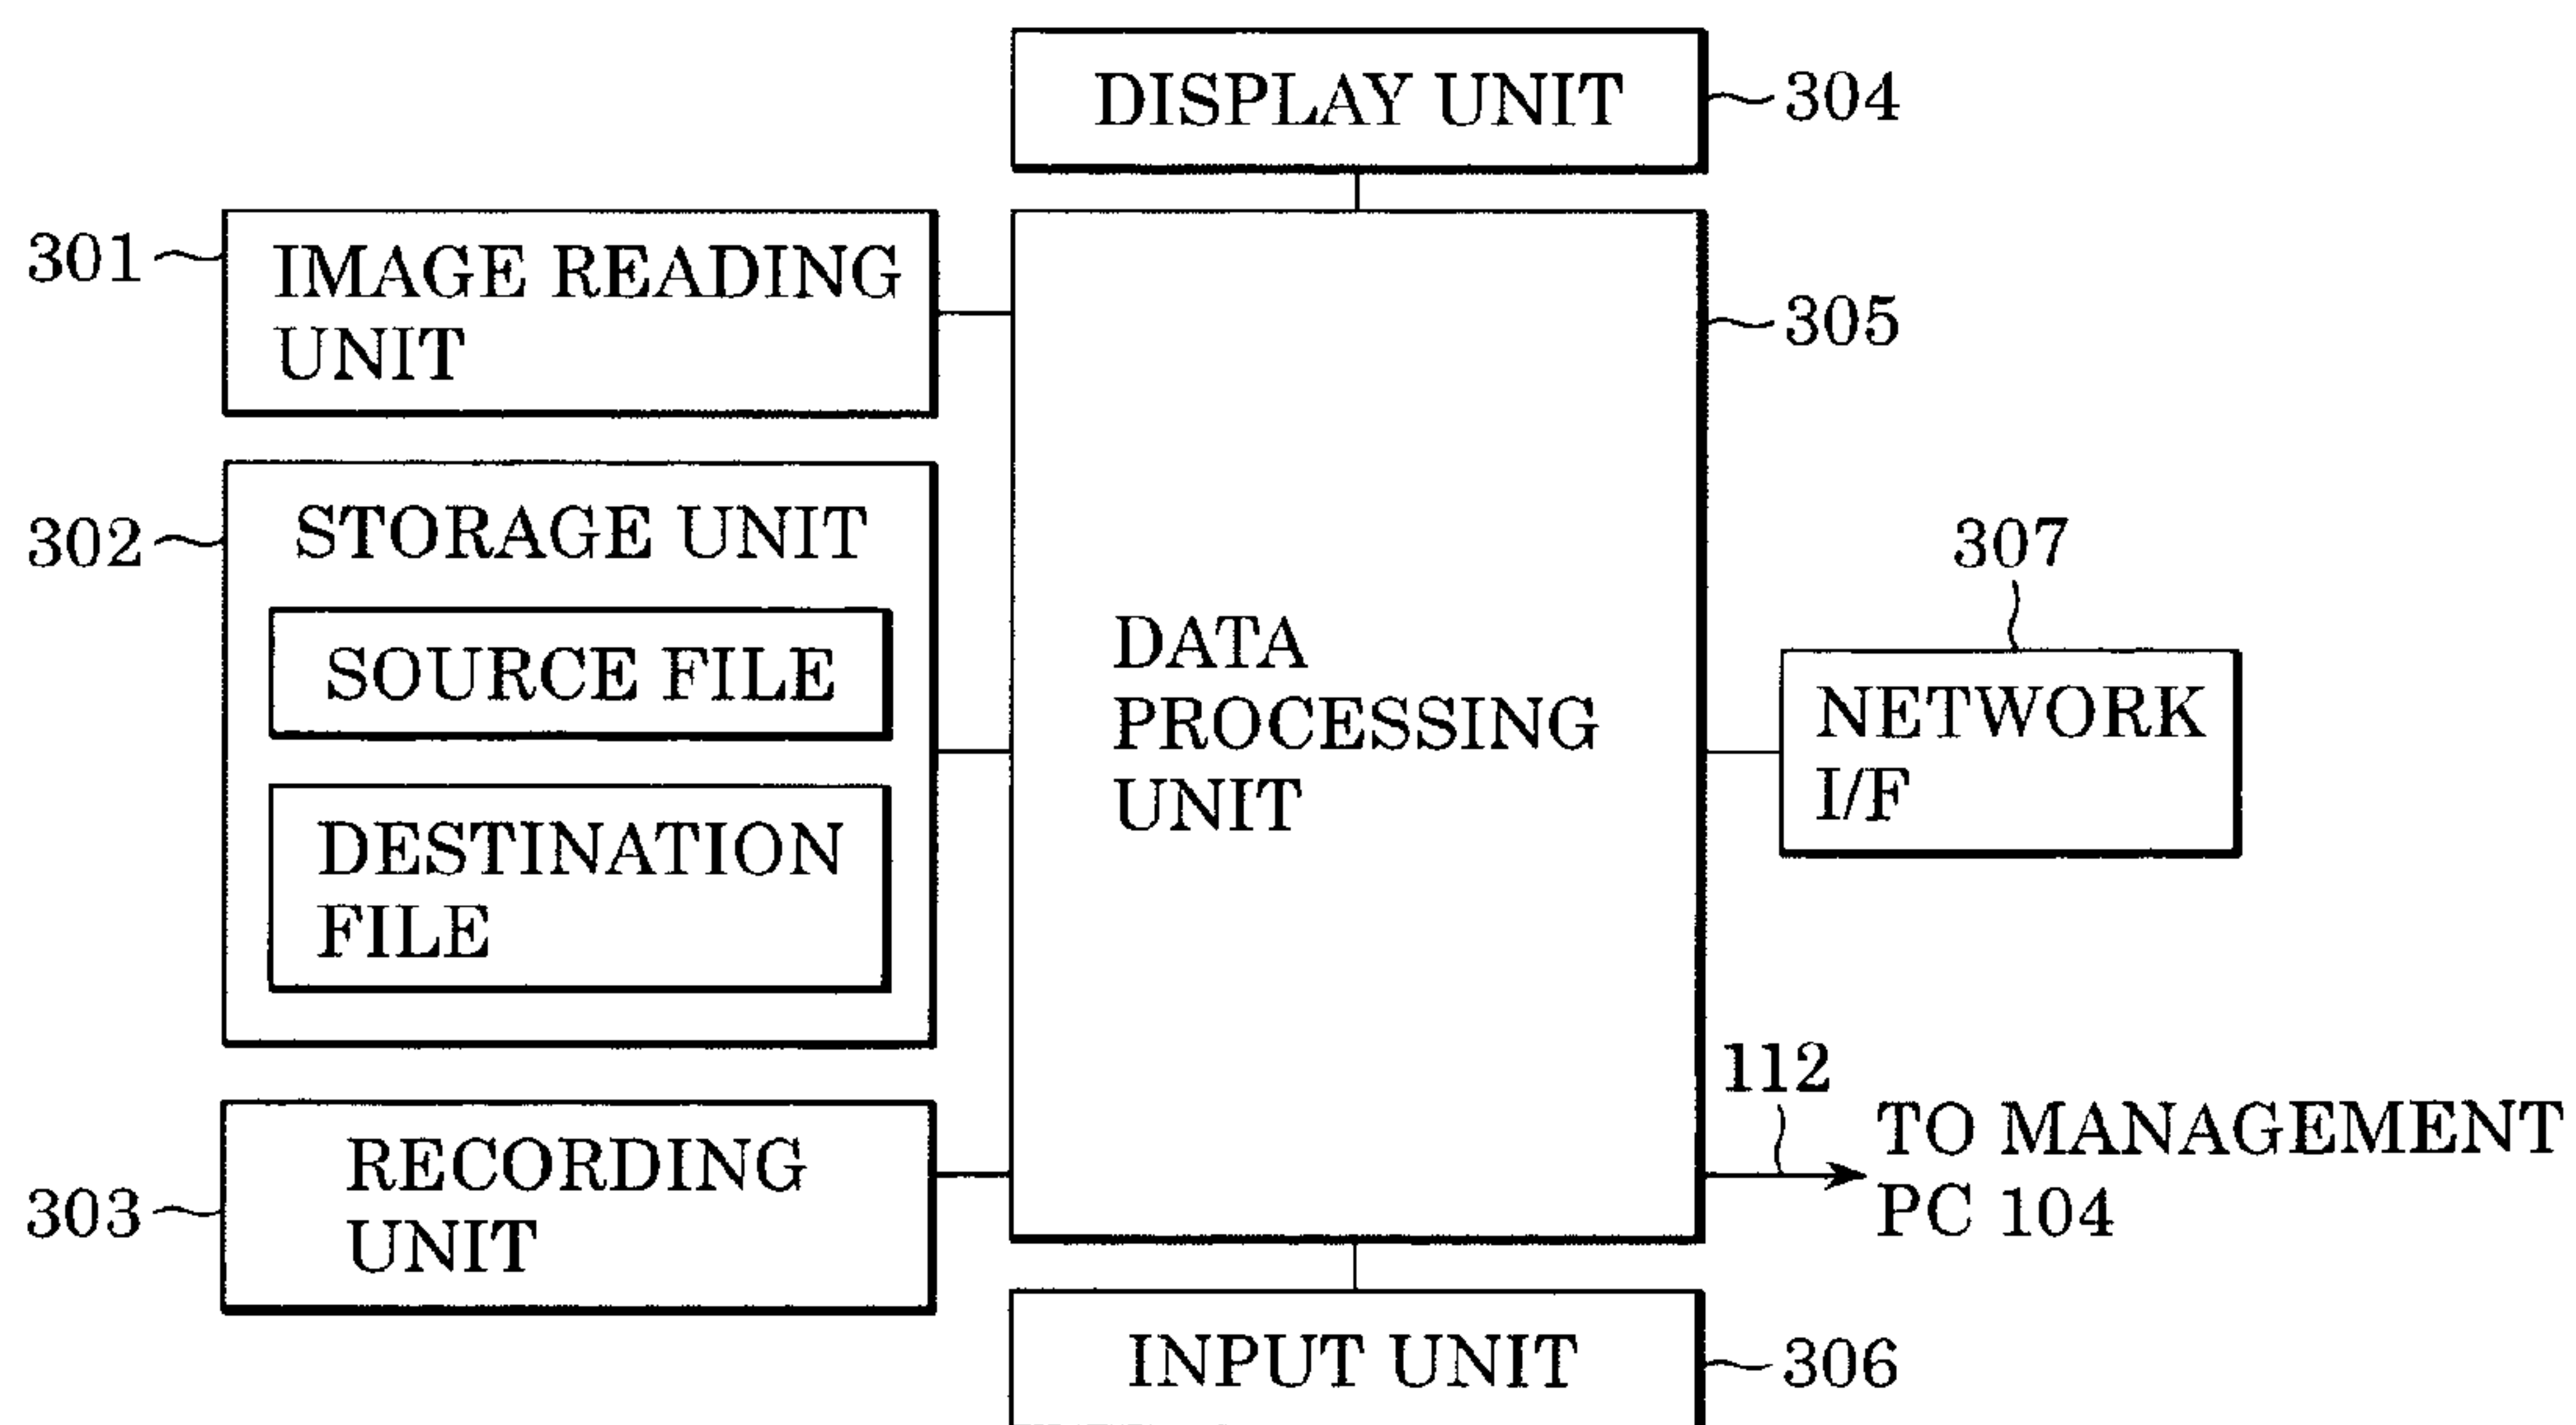 DISPLAY UNIT
304
301
IMAGE READING
UNIT
305
302
STORAGE UNIT
SOURCE FILE
DESTINATION
FILE
DATA
PROCESSING
UNIT
307
NETWORK
I/F
303
RECORDING
UNIT
112
TO MANAGEMENT
PC 104
INPUT UNIT
306